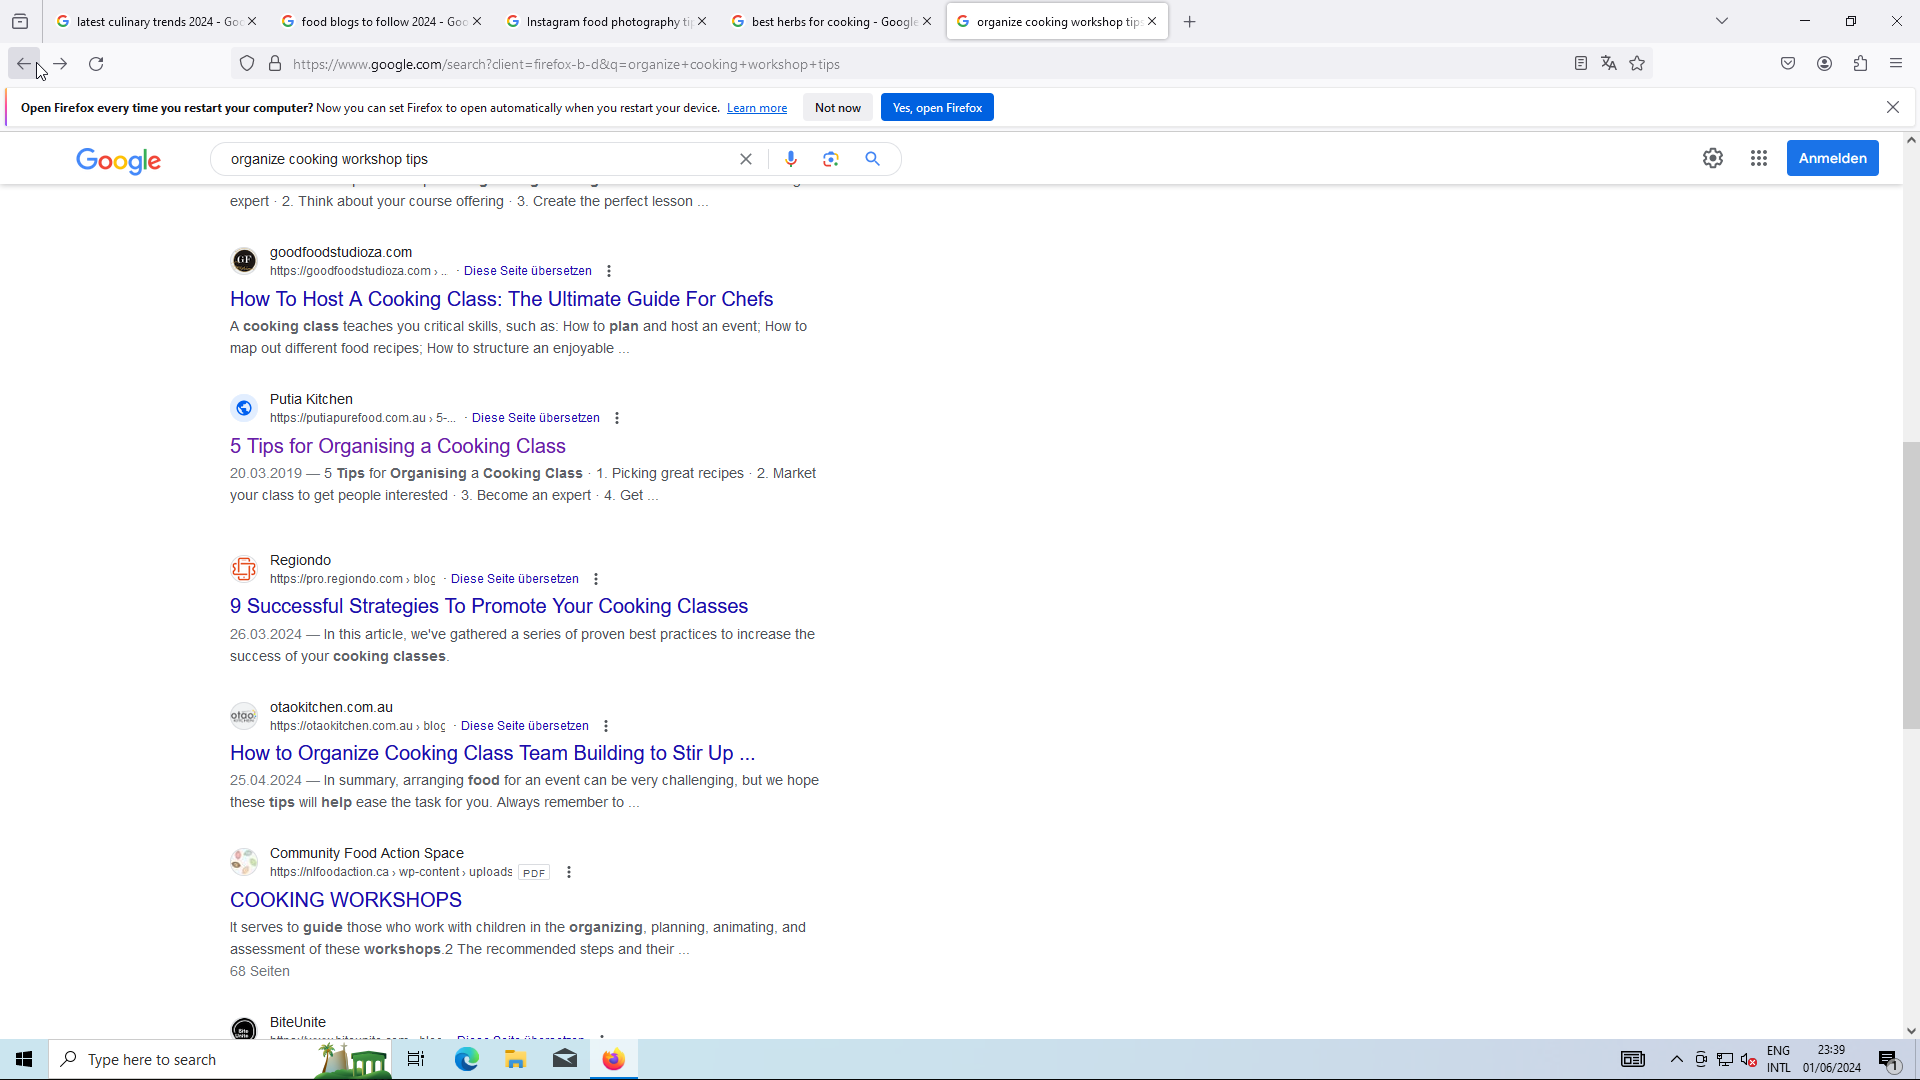 latest culinary trends 2024 - Goo
food blogs to follow 2024 - Goo
Instagram food photography ti
best herbs for cooking - Google
organize cooking workshop tips
https://www.google.com/search?client=firefox-b-d&q=organize+cooking+workshop+tips
Open Firefox every time you restart your computer? Now you can set Firefox to open automatically when you restart your device. Learn more
Not now
Yes, open Firefox
Google
organize cooking workshop tips
Anmelden
expert · 2. Think about your course offering · 3. Create the perfect lesson ...
GF
goodfoodstudioza.com
https://goodfoodstudioza.com › .. · Diese Seite übersetzen
How To Host A Cooking Class: The Ultimate Guide For Chefs
A cooking class teaches you critical skills, such as: How to plan and host an event; How to
map out different food recipes; How to structure an enjoyable ...
Putia Kitchen
https://putiapurefood.com.au › 5-... · Diese Seite übersetzen
5 Tips for Organising a Cooking Class
20.03.2019 — 5 Tips for Organising a Cooking Class · 1. Picking great recipes · 2. Market
your class to get people interested · 3. Become an expert · 4. Get ...
Regiondo
https://pro.regiondo.com › blog · Diese Seite übersetzen
9 Successful Strategies To Promote Your Cooking Classes
26.03.2024 — In this article, we've gathered a series of proven best practices to increase the
success of your cooking classes.
otao
otaokitchen.com.au
https://otaokitchen.com.au › blog · Diese Seite übersetzen
How to Organize Cooking Class Team Building to Stir Up ...
25.04.2024 — In summary, arranging food for an event can be very challenging, but we hope
these tips will help ease the task for you. Always remember to ...
Community Food Action Space
https://nlfoodaction.ca › wp-content › uploads PDF
COOKING WORKSHOPS
It serves to guide those who work with children in the organizing, planning, animating, and
assessment of these workshops.2 The recommended steps and their ...
68 Seiten
BiteUnite
Type here to search
ENG
INTL
23:39
01/06/2024
1